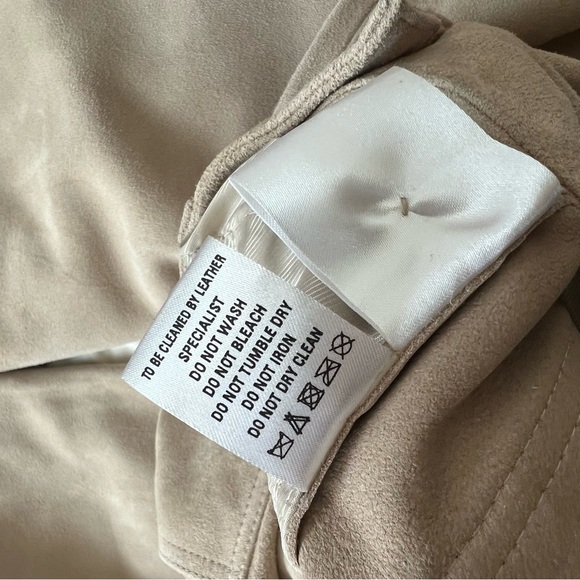 TO BE CLEANED BY LEATHER
SPECIALIST
DO NOT WASH
DO NOT BLEACH
DO NOT TUMBLE DRY
DO NOT IRON
DO NOT DRY CLEAN